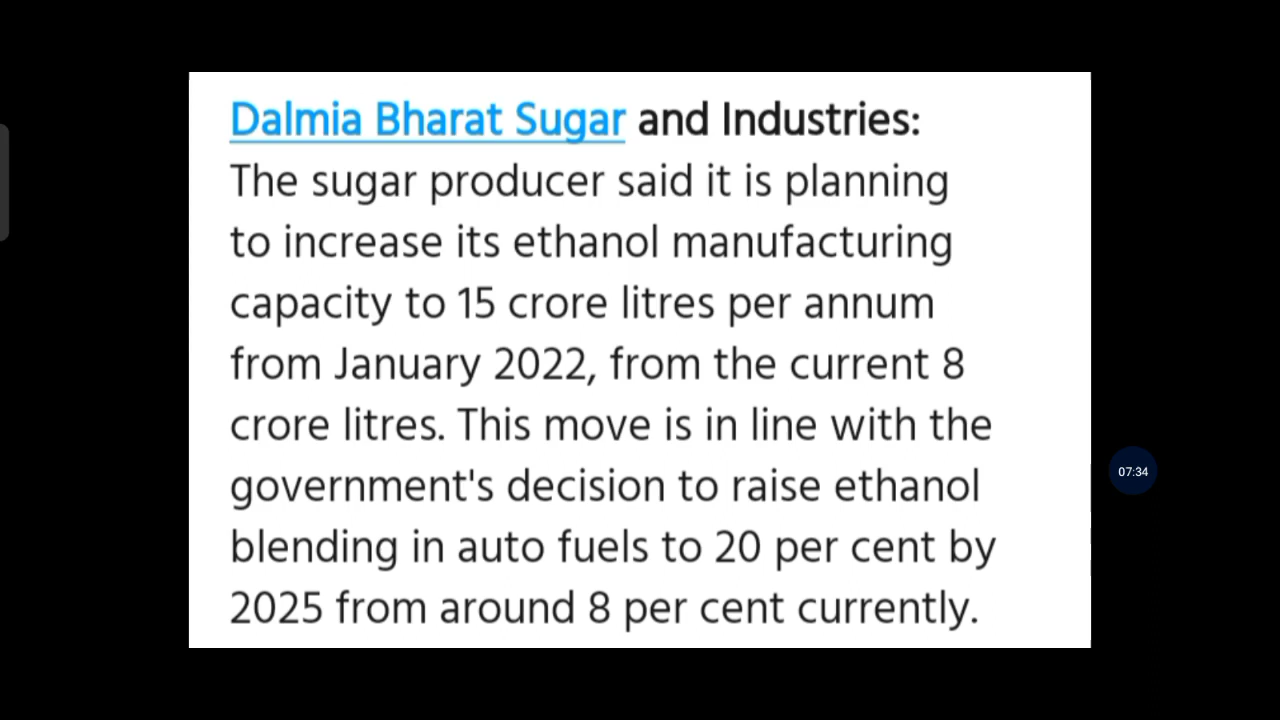 Dalmia Bharat Sugar and Industries:
The sugar producer said it is planning
to increase its ethanol manufacturing
capacity to 15 crore litres per annum
from January 2022, from the current 8
crore litres. This move is in line with the
government's decision to raise ethanol
blending in auto fuels to 20 per cent by
2025 from around 8 per cent currently.
07:34